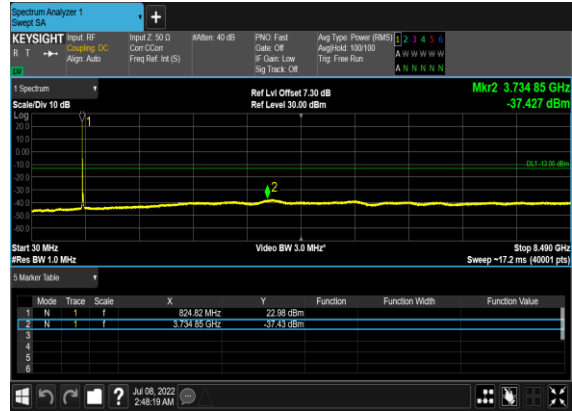 Spectrum Analyzer 1
Swept SA
+
KEYSIGHT Input: RF Input Z: 50 Ω #Atten: 40 dB PNO: Fast Avg Type: Power (RMS) 1 2 3 4 5 6
R T Coupling: DC Corr CCorr Gate: Off Avg|Hold: 100/100 A W W W W W
Align: Auto Freq Ref: Int (S) IF Gain: Low Trig: Free Run
Sig Track: Off A N N N N N
1 Spectrum Ref Lvl Offset 7.30 dB Mkr2 3.734 85 GHz
Scale/Div 10 dB Ref Level 30.00 dBm -37.427 dBm
Log
20.0
10.0
0.00
-10.0
DL1 -13.00 dBm
-20.0
-30.0
-40.0
-50.0
-60.0
1
2
Start 30 MHz Video BW 3.0 MHz* Stop 8.490 GHz
#Res BW 1.0 MHz Sweep ~17.2 ms (40001 pts)
5 Marker Table
Mode Trace Scale X Y Function Function Width Function Value
1 N 1 f 824.82 MHz 22.98 dBm
2 N 1 f 3.734 85 GHz -37.43 dBm
3
4
5
6
? Jul 08, 2022
2:48:19 AM